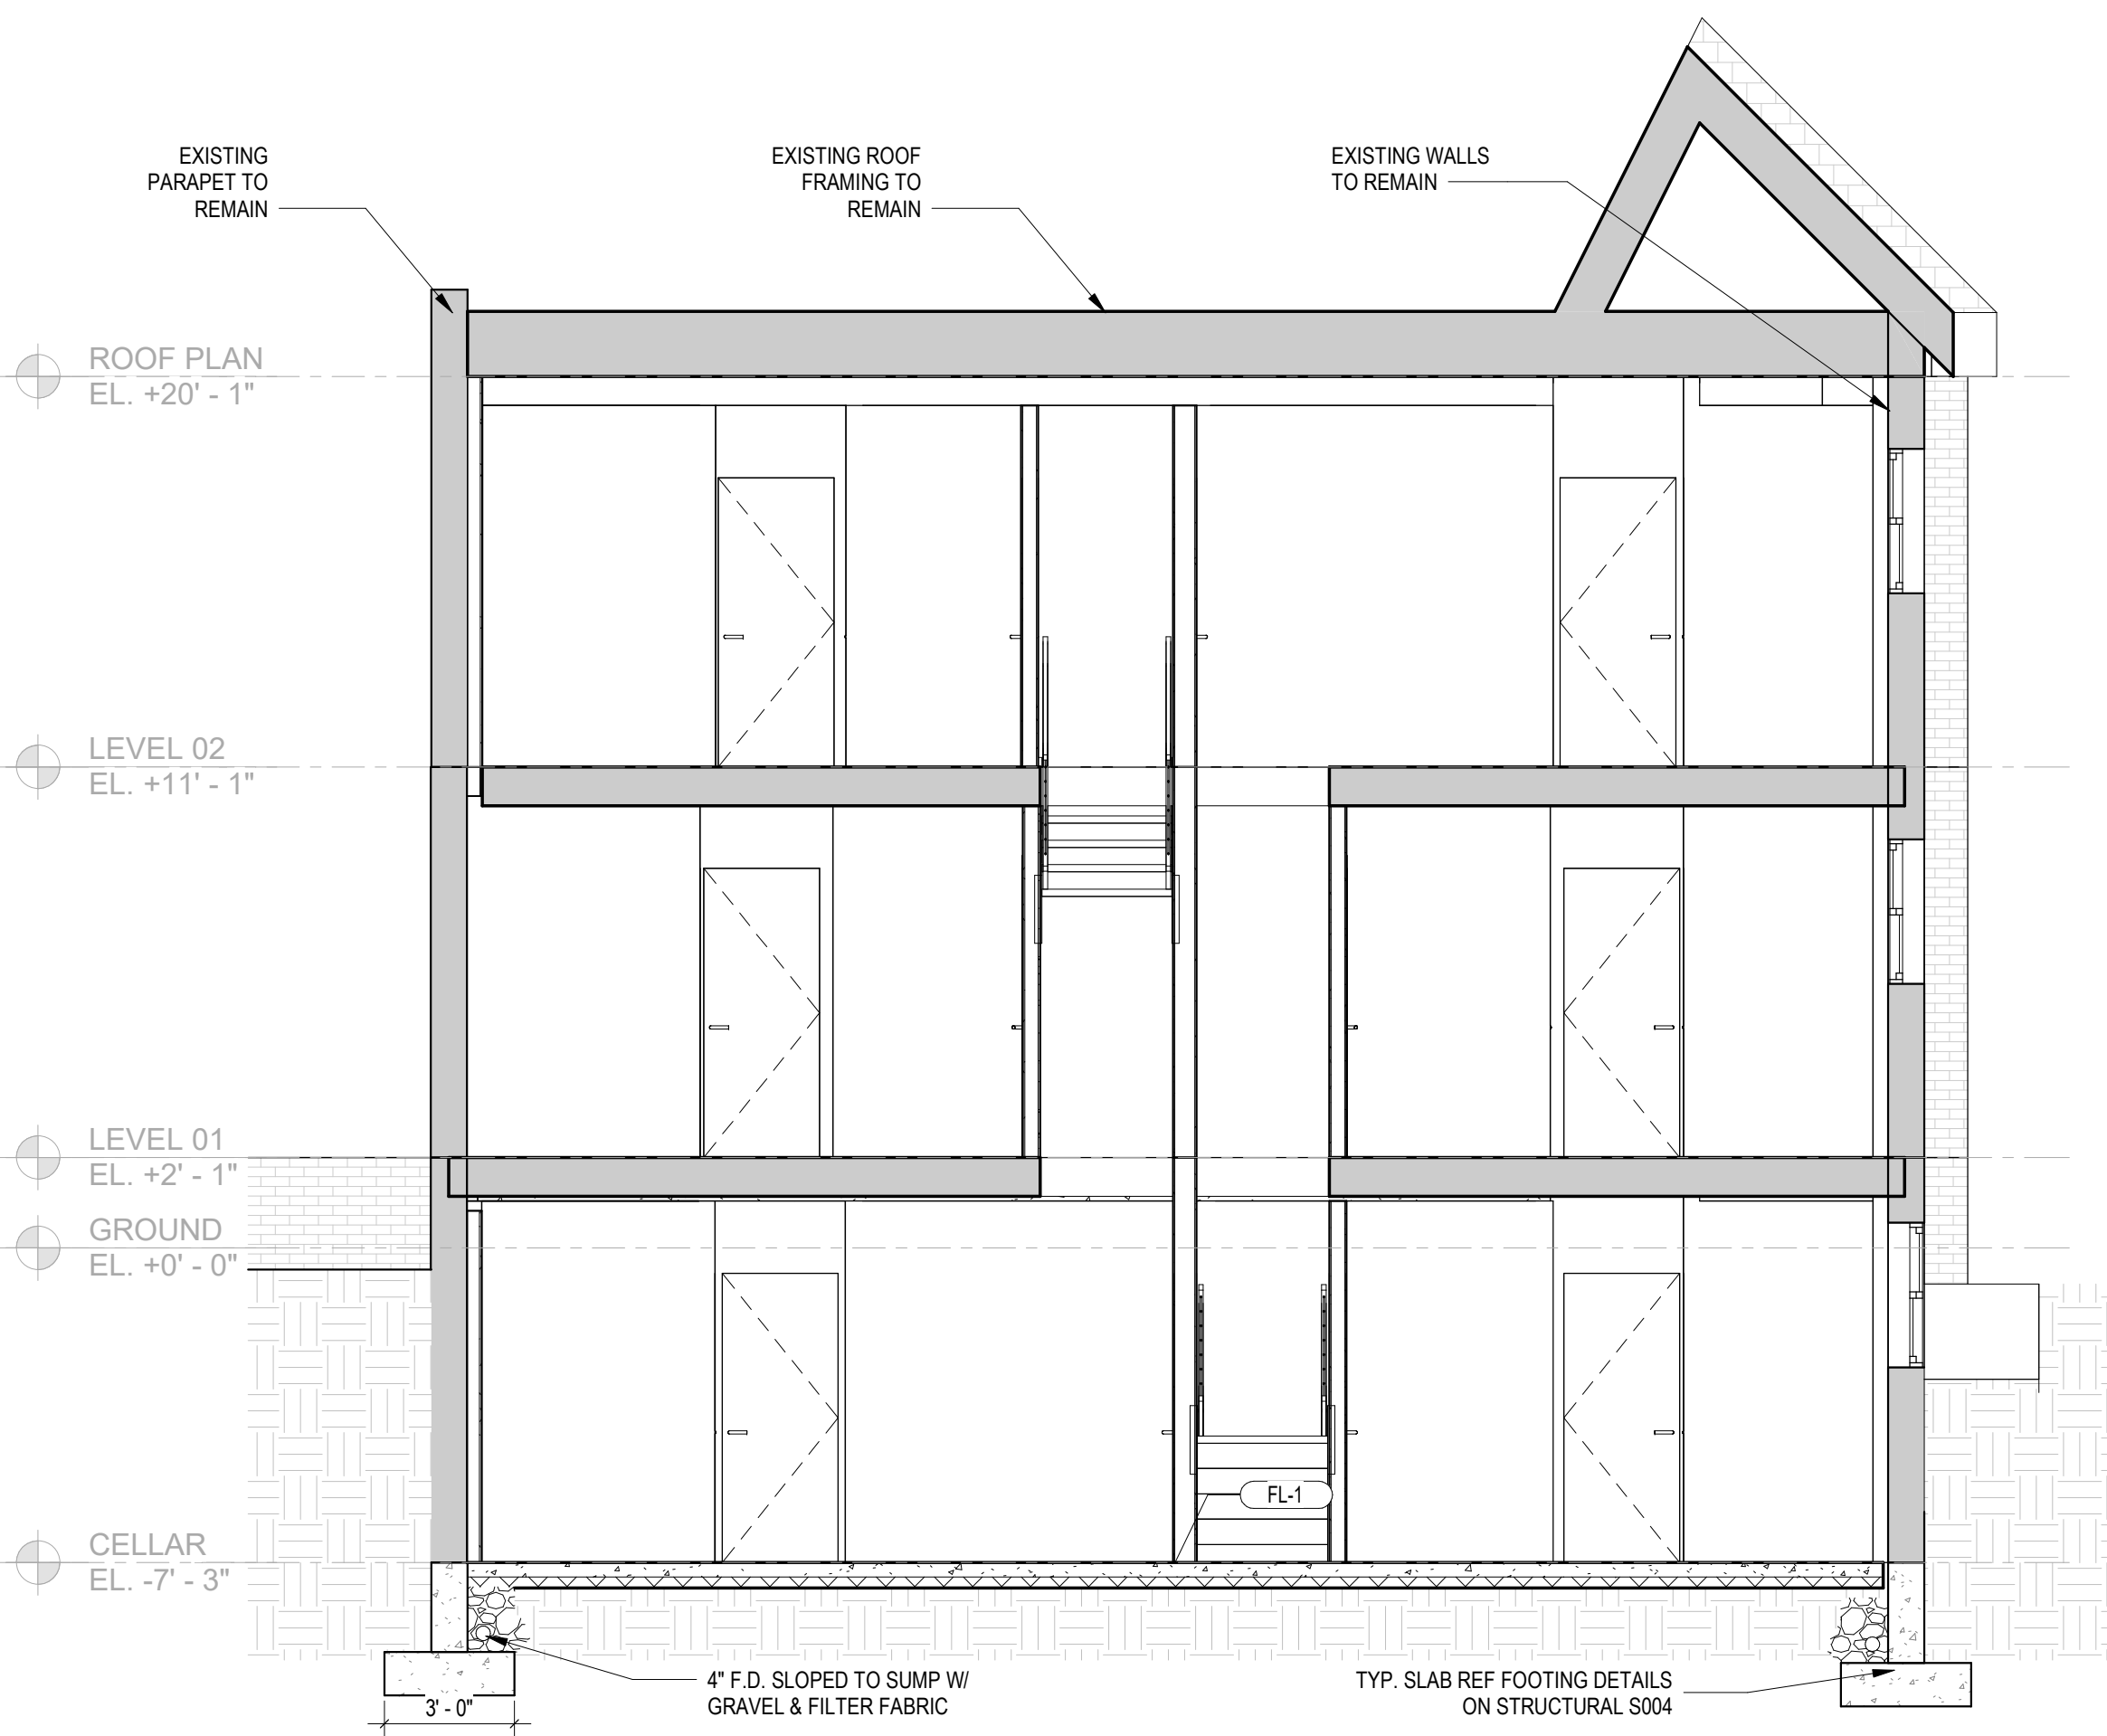 EXISTING
PARAPET TO
REMAIN
EXISTING ROOF
FRAMING TO
REMAIN
EXISTING WALLS
TO REMAIN
ROOF PLAN
EL. +20' - 1"
LEVEL 02
EL. +11' - 1"
LEVEL 01
EL. +2' - 1"
GROUND
EL. +0' - 0"
FL-1
CELLAR
EL. -7' - 3"
4" F.D. SLOPED TO SUMP W/
GRAVEL & FILTER FABRIC
TYP. SLAB REF FOOTING DETAILS
ON STRUCTURAL S004
3' - 0"